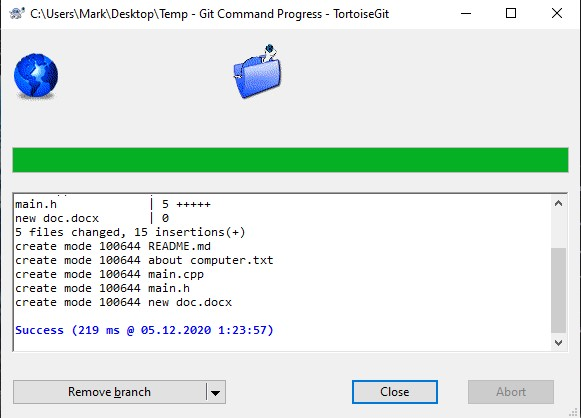 C:\Users\Mark\Desktop\Temp - Git Command Progress - TortoiseGit
main.h | 5 +++++
new doc.docx | 0
5 files changed, 15 insertions(+)
create mode 100644 README.md
create mode 100644 about computer.txt
create mode 100644 main.cpp
create mode 100644 main.h
create mode 100644 new doc.docx
Success (219 ms @ 05.12.2020 1:23:57)
Remove branch
Close
Abort